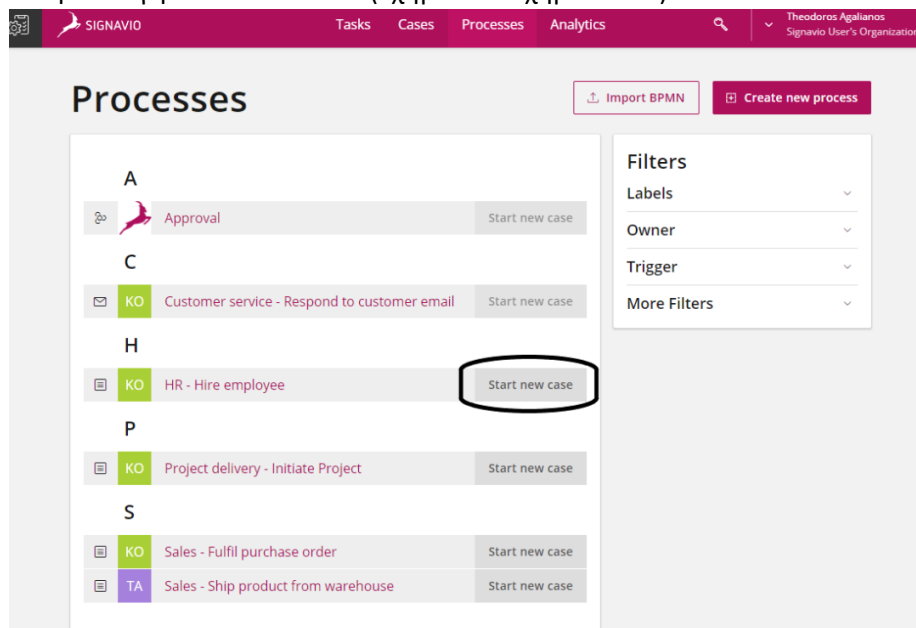 SIGNAVIO Tasks Cases Processes Analytics Theodoros Agalianos
Signavio User's Organization
Processes
Import BPMN Create new process
A
Approval Start new case
C
KO Customer service - Respond to customer email Start new case
H
KO HR - Hire employee Start new case
P
KO Project delivery - Initiate Project Start new case
S
KO Sales - Fulfil purchase order Start new case
TA Sales - Ship product from warehouse Start new case
Filters
Labels
Owner
Trigger
More Filters